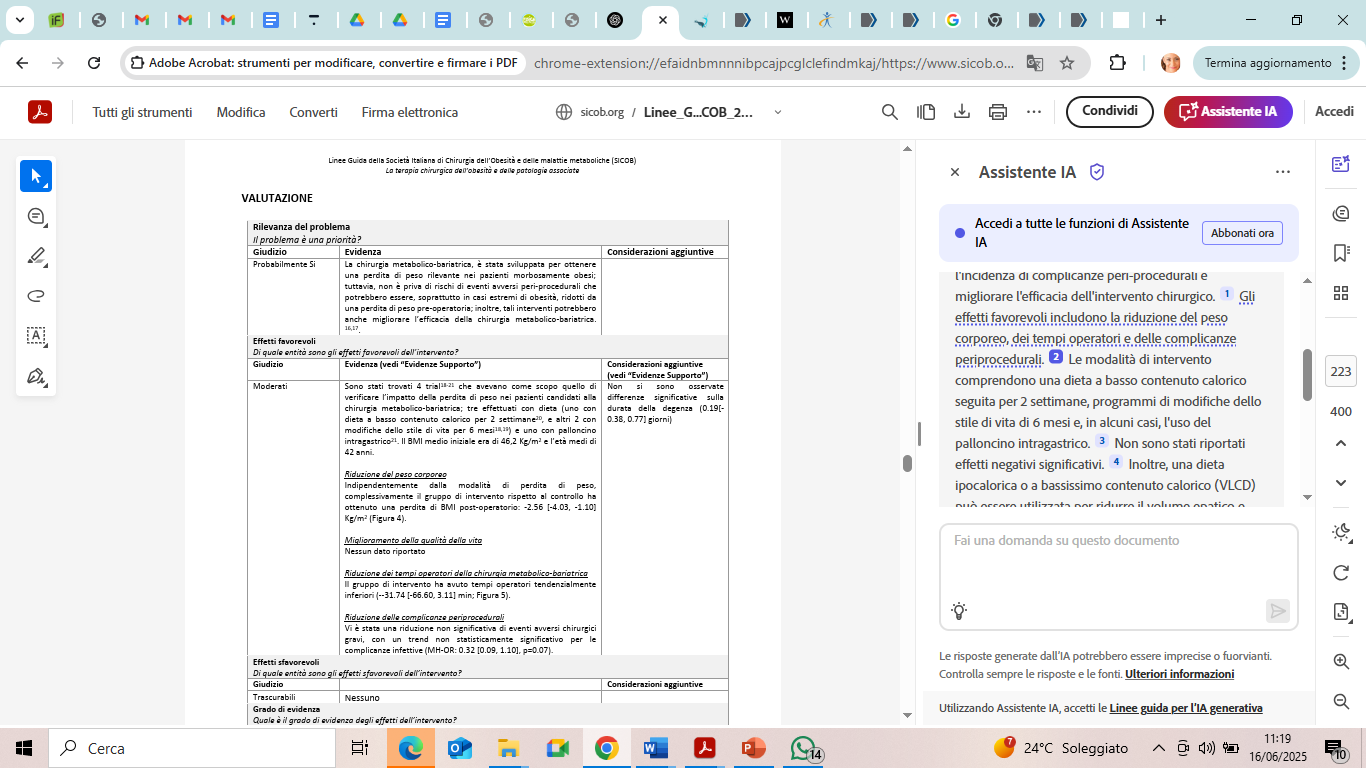 Adobe Acrobat: strumenti per modificare, convertire e firmare i PDF
chrome-extension://efaidnbmnnnibpcajpcglclefindmkaj/https://www.sicob.o...
Termina aggiornamento
Tutti gli strumenti
Modifica
Converti
Firma elettronica
sicob.org / Linee_G...COB_2...
Condividi
Assistente IA
Accedi
Linee Guida della Società Italiana di Chirurgia dell'Obesità e delle malattie metaboliche (SICOB)
La terapia chirurgica dell'obesità e delle patologie associate
VALUTAZIONE
Rilevanza del problema
Il problema è una priorità?
Giudizio
Evidenza
Considerazioni aggiuntive
Probabilmente Si
La chirurgia metabolico-bariatrica, è stata sviluppata per ottenere
una perdita di peso rilevante nei pazienti morbosamente obesi;
tuttavia, non è priva di rischi di eventi avversi peri-procedurali che
potrebbero essere, soprattutto in casi estremi di obesità, ridotti da
una perdita di peso pre-operatoria; inoltre, tali interventi potrebbero
anche migliorare l'efficacia della chirurgia metabolico-bariatrica.
16,17.
Effetti favorevoli
Di quale entità sono gli effetti favorevoli dell'intervento?
Giudizio
Evidenza (vedi "Evidenze Supporto")
Considerazioni aggiuntive
(vedi "Evidenze Supporto")
Moderati
Sono stati trovati 4 trial18-21 che avevano come scopo quello di
verificare l'impatto della perdita di peso nei pazienti candidati alla
chirurgia metabolico-bariatrica; tre effettuati con dieta (uno con
dieta a basso contenuto calorico per 2 settimane20, e altri 2 con
modifiche dello stile di vita per 6 mesi18,19) e uno con palloncino
intragastrico21. Il BMI medio iniziale era di 46,2 Kg/m2 e l'età medi di
42 anni.
Riduzione del peso corporeo
Indipendentemente dalla modalità di perdita di peso,
complessivamente il gruppo di intervento rispetto al controllo ha
ottenuto una perdita di BMI post-operatorio: -2.56 [-4.03, -1.10]
Kg/m2 (Figura 4).
Miglioramento della qualità della vita
Nessun dato riportato
Riduzione dei tempi operatori della chirurgia metabolico-bariatrica
Il gruppo di intervento ha avuto tempi operatori tendenzialmente
inferiori (--31.74 [-66.60, 3.11] min; Figura 5).
Riduzione delle complicanze periprocedurali
Vi è stata una riduzione non significativa di eventi avversi chirurgici
gravi, con un trend non statisticamente significativo per le
complicanze infettive (MH-OR: 0.32 [0.09, 1.10], p=0.07).
Non si sono osservate
differenze significative sulla
durata della degenza (0.19[-
0.38, 0.77] giorni)
Effetti sfavorevoli
Di quale entità sono gli effetti sfavorevoli dell'intervento?
Giudizio
Considerazioni aggiuntive
Trascurabili
Nessuno
Grado di evidenza
Quale è il grado di evidenza degli effetti dell'intervento?
Assistente IA
Accedi a tutte le funzioni di Assistente
IA
Abbonati ora
l'incidenza di complicanze peri-procedurali e
migliorare l'efficacia dell'intervento chirurgico. 1 Gli
effetti favorevoli includono la riduzione del peso
corporeo, dei tempi operatori e delle complicanze
periprocedurali. 2 Le modalità di intervento
comprendono una dieta a basso contenuto calorico
seguita per 2 settimane, programmi di modifiche dello
stile di vita di 6 mesi e, in alcuni casi, l'uso del
palloncino intragastrico. 3 Non sono stati riportati
effetti negativi significativi. 4 Inoltre, una dieta
ipocalorica o a bassissimo contenuto calorico (VLCD)
può essere utilizzata per ridurre il volume epatico e
Fai una domanda su questo documento
Le risposte generate dall'IA potrebbero essere imprecise o fuorvianti.
Controlla sempre le risposte e le fonti. Ulteriori informazioni
Utilizzando Assistente IA, accetti le Linee guida per l'IA generativa
223
400
Cerca
14
7
24°C Soleggiato
11:19
16/06/2025
10